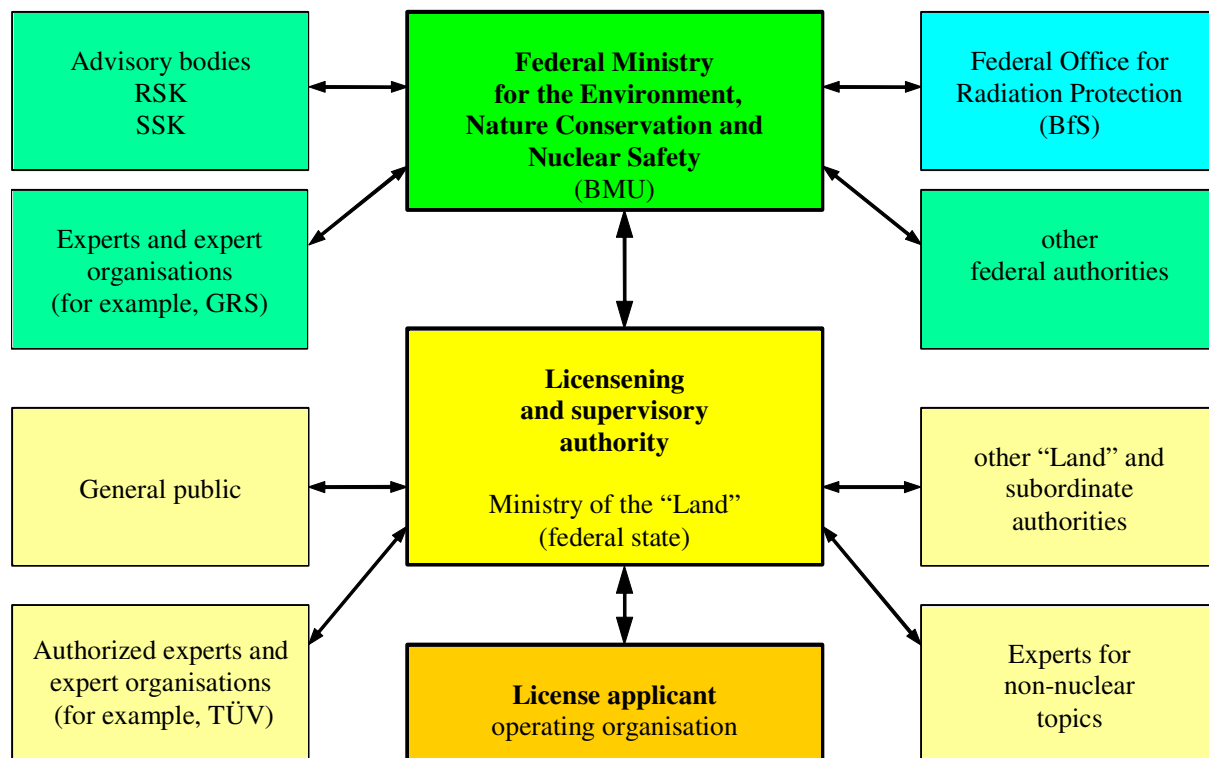 Advisory bodies
RSK
SSK
Federal Ministry
for the Environment,
Nature Conservation and
Nuclear Safety
(BMU)
Federal Office for
Radiation Protection
(BfS)
Experts and expert
organisations
(for example, GRS)
other
federal authorities
Licensening
and supervisory
authority
Ministry of the “Land”
(federal state)
General public
other “Land” and
subordinate
authorities
Authorized experts and
expert organisations
(for example, TÜV)
License applicant
operating organisation
Experts for
non-nuclear
topics